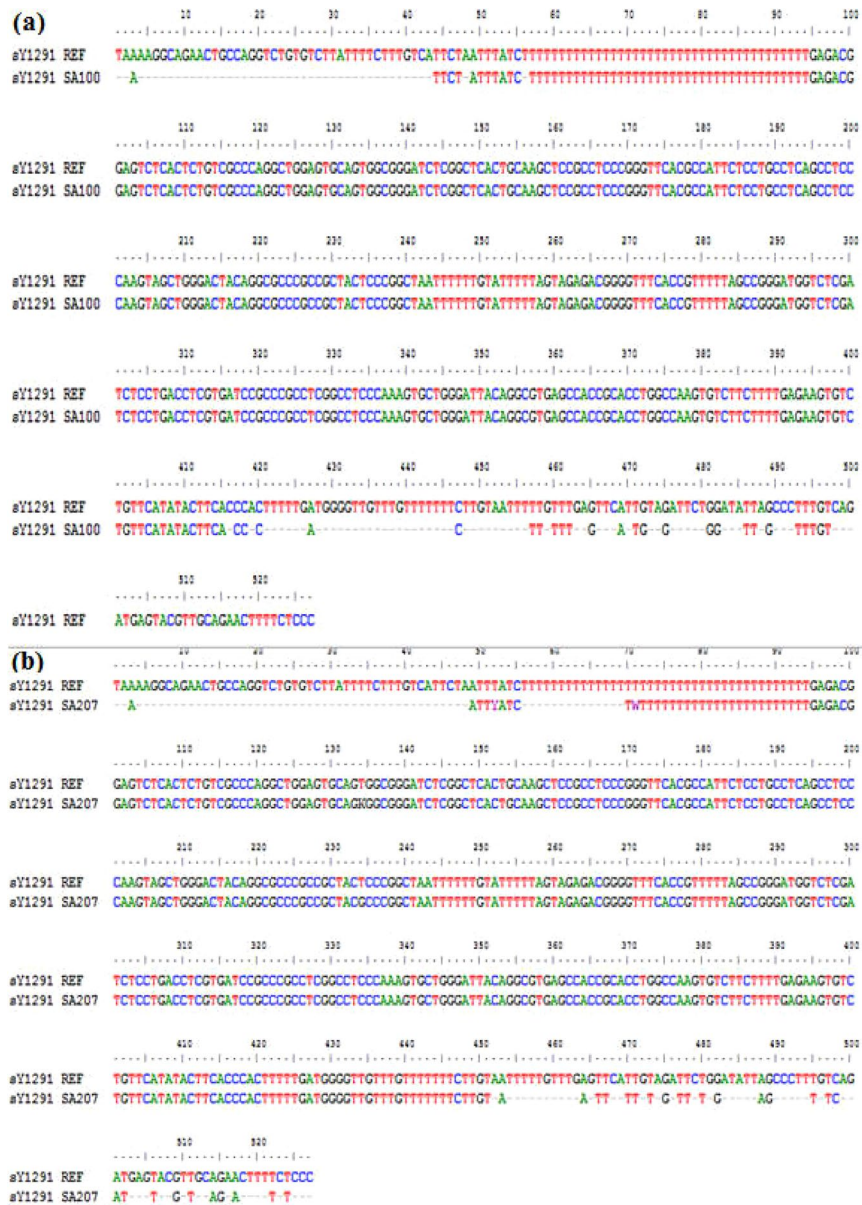 (a)
10 20 30 40 50 60 70 80 90 100
sY1291 REF TAAAAGGCAGAACTGCCAGGTCTGTGTCTTATTTTCTTTGTCATTCTAATTTATCTTTTTTTTTTTTTTTTTTTTTTTTTTTTTTTTTTTTTTTGAGACG
sY1291 SA100 --A----------------------------------------TTCT-ATTTATC-TTTTTTTTTTTTTTTTTTTTTTTTTTTTTTTTTTTTTTGAGACG
110 120 130 140 150 160 170 180 190 200
sY1291 REF GAGTCTCACTCTGTCGCCCAGGCTGGAGTGCAGTGGCGGGATCTCGGCTCACTGCAAGCTCCGCCTCCCGGGTTCACGCCATTCTCCTGCCTCAGCCTCC
sY1291 SA100 GAGTCTCACTCTGTCGCCCAGGCTGGAGTGCAGTGGCGGGATCTCGGCTCACTGCAAGCTCCGCCTCCCGGGTTCACGCCATTCTCCTGCCTCAGCCTCC
210 220 230 240 250 260 270 280 290 300
sY1291 REF CAAGTAGCTGGGACTACAGGCGCCCGCCGCTACTCCCGGCTAATTTTTTGTATTTTTAGTAGAGACGGGGTTTCACCGTTTTTAGCCGGGATGGTCTCGA
sY1291 SA100 CAAGTAGCTGGGACTACAGGCGCCCGCCGCTACTCCCGGCTAATTTTTTGTATTTTTAGTAGAGACGGGGTTTCACCGTTTTTAGCCGGGATGGTCTCGA
310 320 330 340 350 360 370 380 390 400
sY1291 REF TCTCCTGACCTCGTGATCCGCCCGCCTCGGCCTCCCAAAGTGCTGGGATTACAGGCGTGAGCCACCGCACCTGGCCAAGTGTCTTCTTTTGAGAAGTGTC
sY1291 SA100 TCTCCTGACCTCGTGATCCGCCCGCCTCGGCCTCCCAAAGTGCTGGGATTACAGGCGTGAGCCACCGCACCTGGCCAAGTGTCTTCTTTTGAGAAGTGTC
410 420 430 440 450 460 470 480 490 500
sY1291 REF TGTTCATATACTTCACCCACTTTTTGATGGGGTTGTTTGTTTTTTTCTTGTAATTTTTGTTTGAGTTCATTGTAGATTCTGGATATTAGCCCTTTGTCAG
sY1291 SA100 TGTTCATATACTTCA-CC-C------A-------------------C---------TT-TTT--G---A-TG--G-----GG---TT-G---TTTGT---
510 520
sY1291 REF ATGAGTACGTTGCAGAACTTTTCTCCC
(b)
10 20 30 40 50 60 70 80 90 100
sY1291 REF TAAAAGGCAGAACTGCCAGGTCTGTGTCTTATTTTCTTTGTCATTCTAATTTATCTTTTTTTTTTTTTTTTTTTTTTTTTTTTTTTTTTTTTTTGAGACG
sY1291 SA207 --A---------------------------------------------ATTYATC--------------TWTTTTTTTTTTTTTTTTTTTTTTTGAGACG
110 120 130 140 150 160 170 180 190 200
sY1291 REF GAGTCTCACTCTGTCGCCCAGGCTGGAGTGCAGTGGCGGGATCTCGGCTCACTGCAAGCTCCGCCTCCCGGGTTCACGCCATTCTCCTGCCTCAGCCTCC
sY1291 SA207 GAGTCTCACTCTGTCGCCCAGGCTGGAGTGCAGKGGCGGGATCTCGGCTCACTGCAAGCTCCGCCTCCCGGGTTCACGCCATTCTCCTGCCTCAGCCTCC
210 220 230 240 250 260 270 280 290 300
sY1291 REF CAAGTAGCTGGGACTACAGGCGCCCGCCGCTACTCCCGGCTAATTTTTTGTATTTTTAGTAGAGACGGGGTTTCACCGTTTTTAGCCGGGATGGTCTCGA
sY1291 SA207 CAAGTAGCTGGGACTACAGGCGCCCGCCGCTACGCCCGGCTAATTTTTTGTATTTTTAGTAGAGACGGGGTTTCACCGTTTTTAGCCGGGATGGTCTCGA
310 320 330 340 350 360 370 380 390 400
sY1291 REF TCTCCTGACCTCGTGATCCGCCCGCCTCGGCCTCCCAAAGTGCTGGGATTACAGGCGTGAGCCACCGCACCTGGCCAAGTGTCTTCTTTTGAGAAGTGTC
sY1291 SA207 TCTCCTGACCTCGTGATCCGCCCGCCTCGGCCTCCCAAAGTGCTGGGATTACAGGCGTGAGCCACCGCACCTGGCCAAGTGTCTTCTTTTGAGAAGTGTC
410 420 430 440 450 460 470 480 490 500
sY1291 REF TGTTCATATACTTCACCCACTTTTTGATGGGGTTGTTTGTTTTTTTCTTGTAATTTTTGTTTGAGTTCATTGTAGATTCTGGATATTAGCCCTTTGTCAG
sY1291 SA207 TGTTCATATACTTCACCCACTTTTTGATGGGGTTGTTTGTTTTTTTCTTGT-A----------A-TT--TT-T-G-TT-T-G-----AG-----T-TC--
510 520
sY1291 REF ATGAGTACGTTGCAGAACTTTTCTCCC
sY1291 SA207 AT---T--G-T--AG-A----T-T---